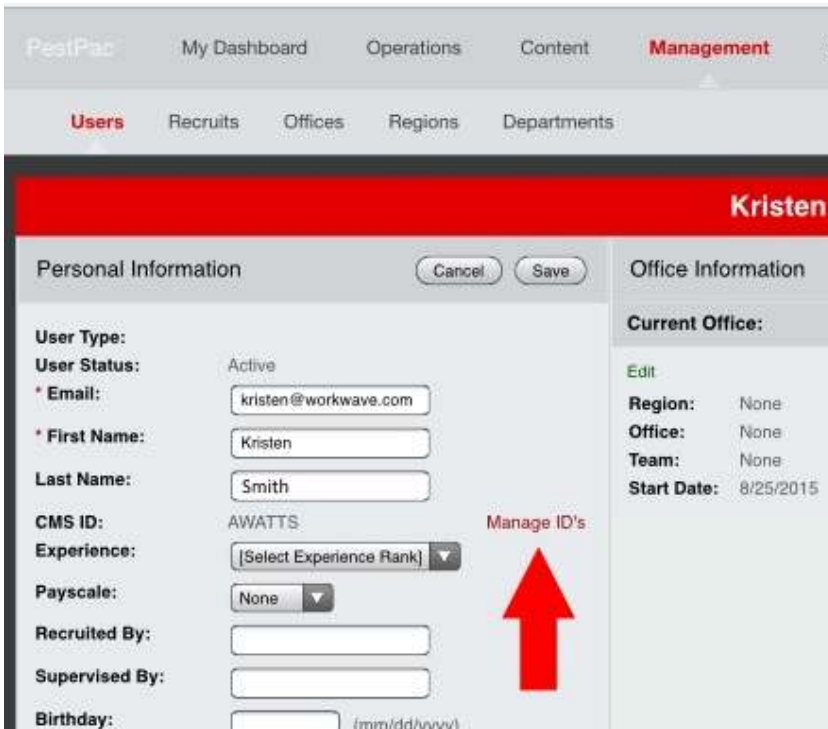 PestPac My Dashboard Operations Content Management
Users Recruits Offices Regions Departments
Kristen
Personal Information Cancel Save
User Type:
User Status: Active
* Email: kristen@workwave.com
* First Name: Kristen
Last Name: Smith
CMS ID: AWATTS Manage ID's
Experience: [Select Experience Rank]
Payscale: None
Recruited By:
Supervised By:
Birthday: (mm/dd/yyyy)
Office Information
Current Office:
Edit
Region: None
Office: None
Team: None
Start Date: 8/25/2015